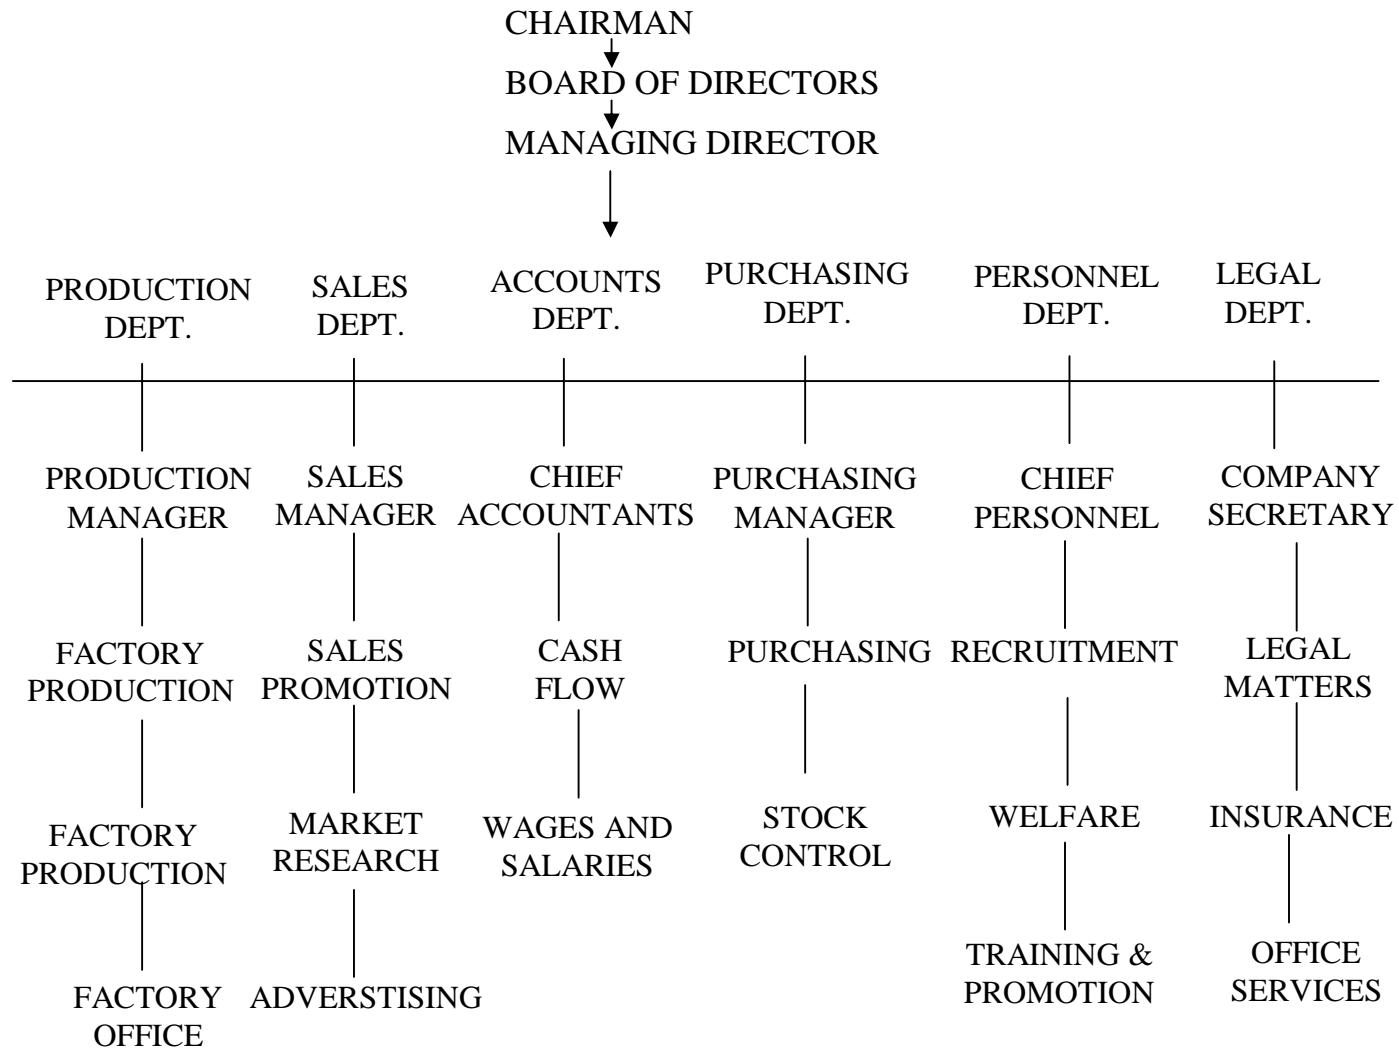 CHAIRMAN
BOARD OF DIRECTORS
MANAGING DIRECTOR
PRODUCTION
DEPT.
SALES
DEPT.
ACCOUNTS
DEPT.
PURCHASING
DEPT.
PERSONNEL
DEPT.
LEGAL
DEPT.
PRODUCTION
MANAGER
SALES
MANAGER
CHIEF
ACCOUNTANTS
PURCHASING
MANAGER
CHIEF
PERSONNEL
COMPANY
SECRETARY
FACTORY
PRODUCTION
SALES
PROMOTION
CASH
FLOW
PURCHASING
RECRUITMENT
LEGAL
MATTERS
FACTORY
PRODUCTION
MARKET
RESEARCH
WAGES AND
SALARIES
STOCK
CONTROL
WELFARE
INSURANCE
FACTORY
OFFICE
ADVERSTISING
TRAINING &
PROMOTION
OFFICE
SERVICES